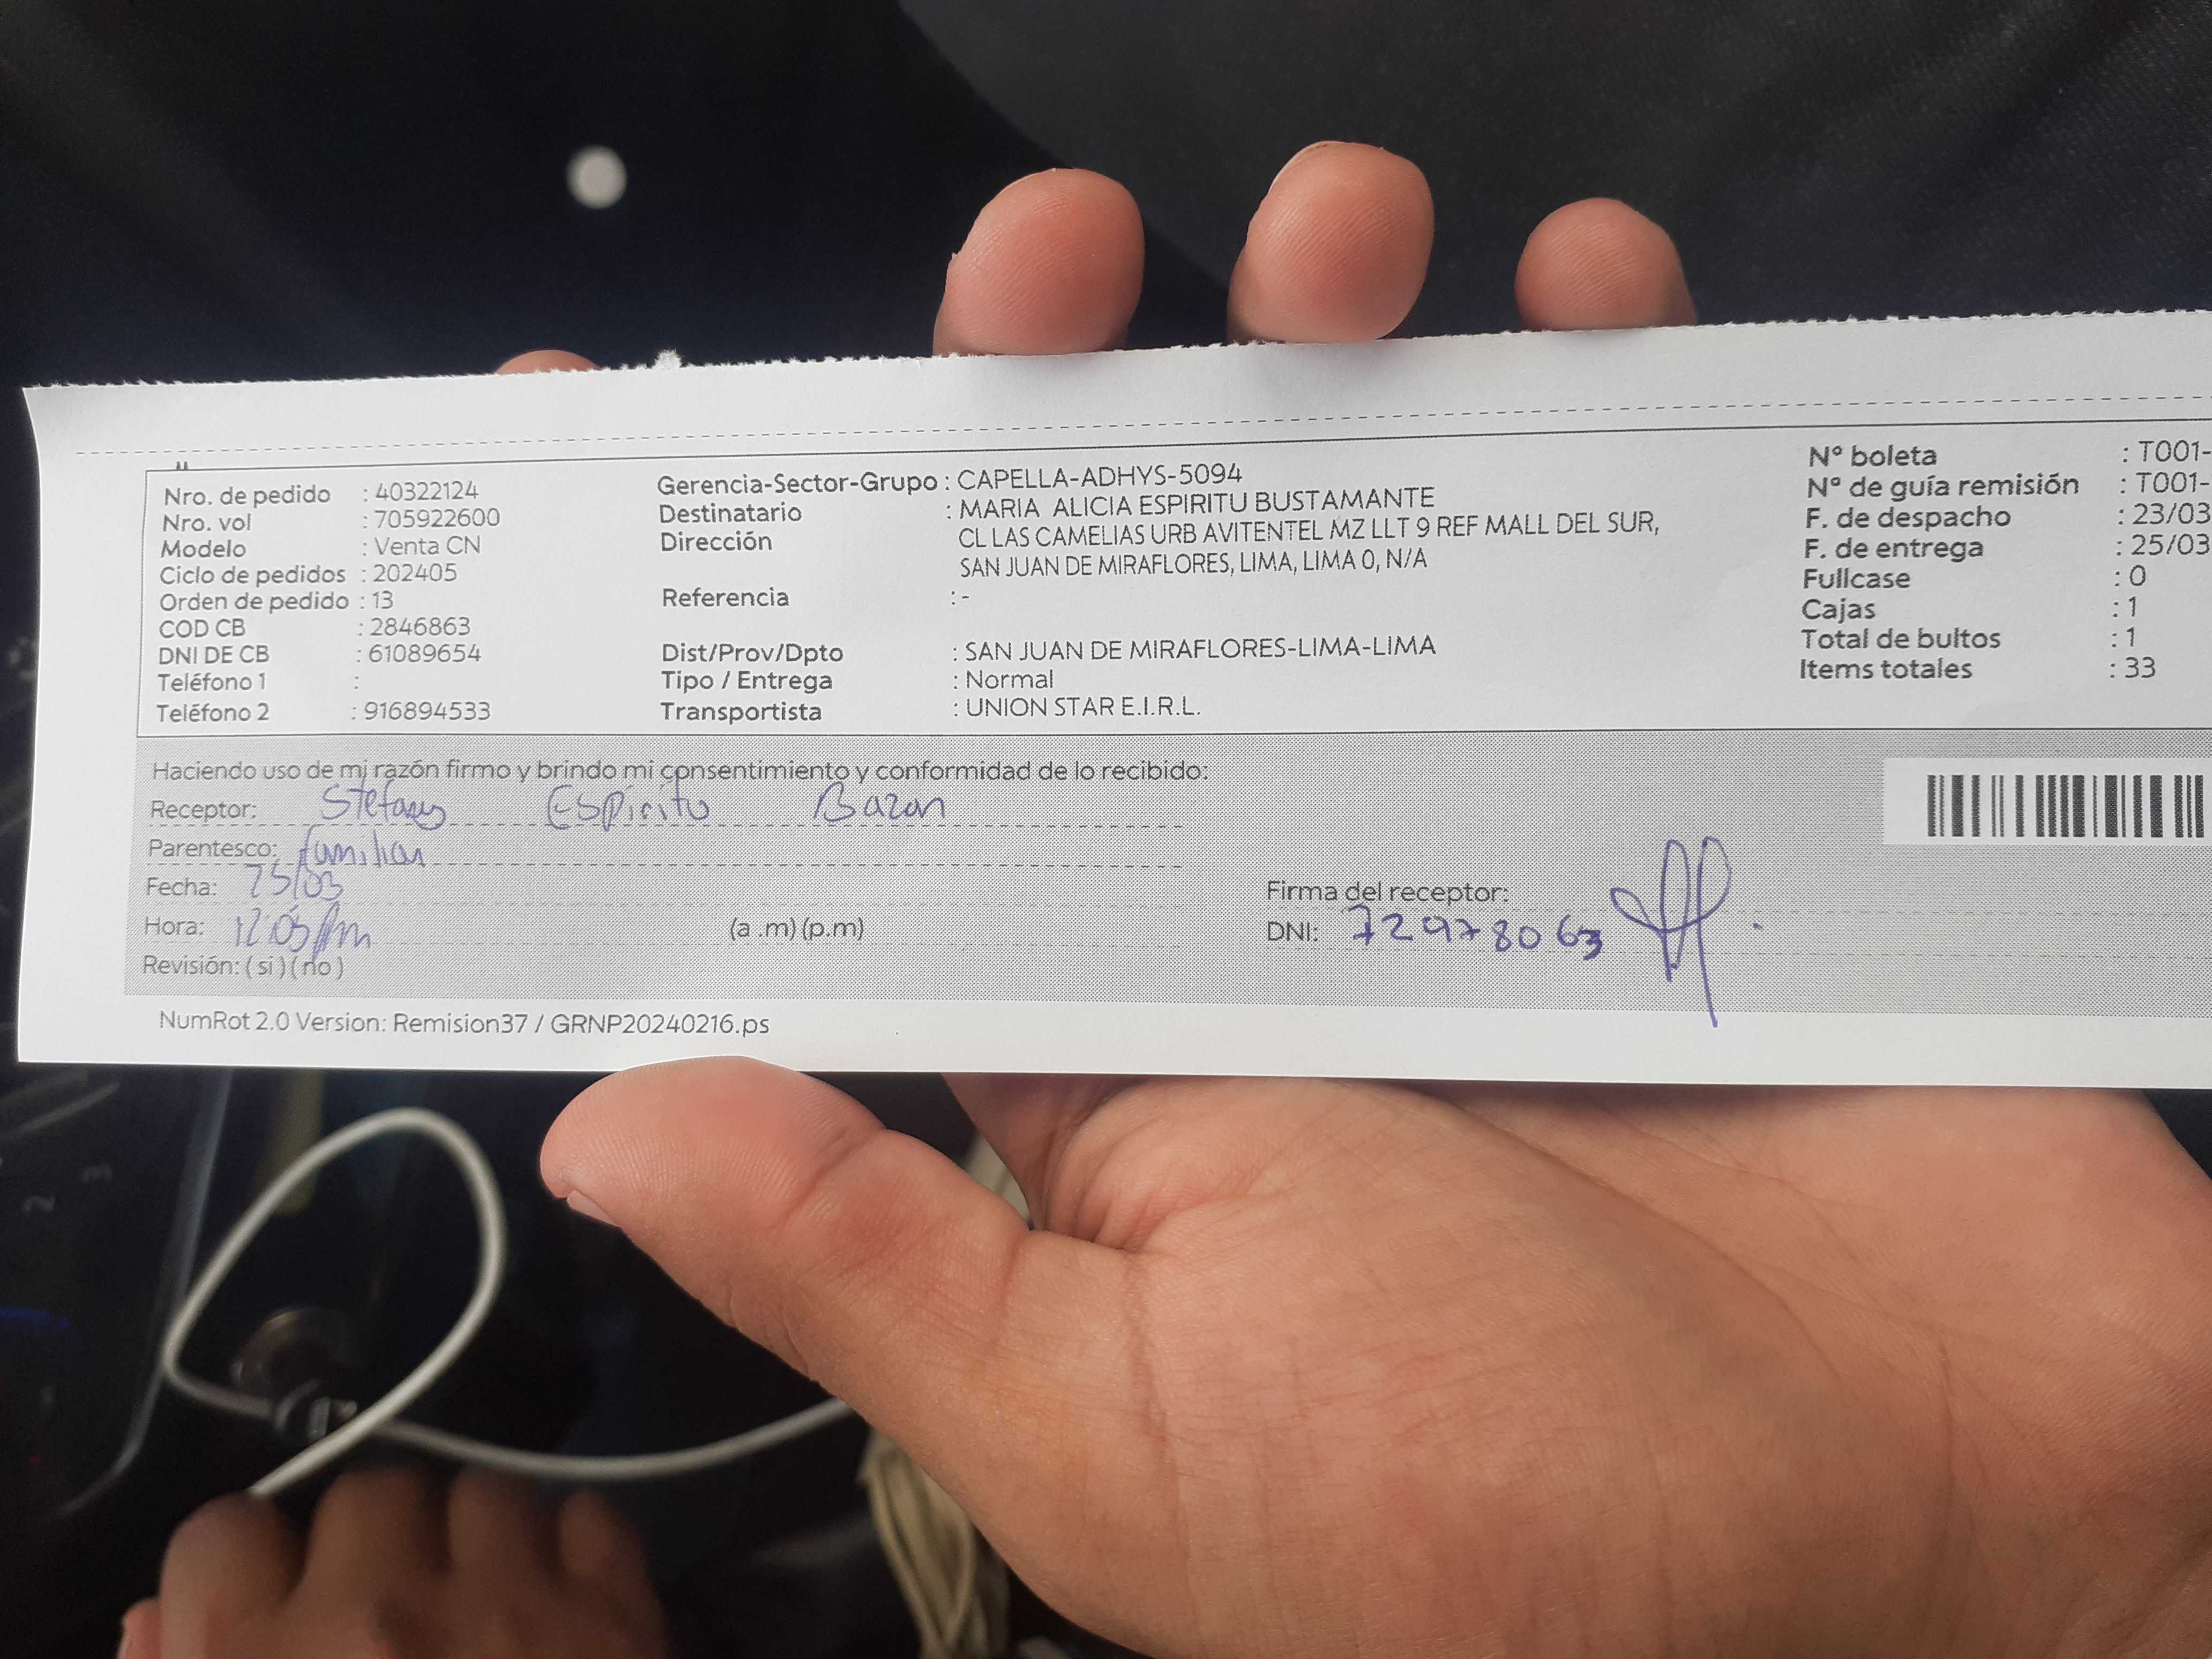 Nro. de pedido : 40322124
Nro. vol : 705922600
Modelo : Venta CN
Ciclo de pedidos : 202405
Orden de pedido : 13
COD CB : 2846863
DNI DE CB : 61089654
Teléfono 1 :
Teléfono 2 : 916894533
Gerencia-Sector-Grupo : CAPELLA-ADHYS-5094
Destinatario : MARIA ALICIA ESPIRITU BUSTAMANTE
Dirección CL LAS CAMELIAS URB AVITENTEL MZ LLT 9 REF MALL DEL SUR,
SAN JUAN DE MIRAFLORES, LIMA, LIMA 0, N/A
Referencia : -
Dist/Prov/Dpto : SAN JUAN DE MIRAFLORES-LIMA-LIMA
Tipo / Entrega : Normal
Transportista : UNION STAR E.I.R.L.
Nº boleta : T001-
Nº de guía remisión : T001-
F. de despacho : 23/03
F. de entrega : 25/03
Fullcase : 0
Cajas : 1
Total de bultos : 1
Items totales : 33
Haciendo uso de mi razón firmo y brindo mi consentimiento y conformidad de lo recibido:
Receptor: Stefany Espiritu Bazan
Parentesco: familiar
Fecha: 25/03
Hora: 12:05 pm (a .m) (p.m)
Revisión: ( si ) ( no )
Firma del receptor:
DNI: 72978063
NumRot 2.0 Version: Remision37 / GRNP20240216.ps